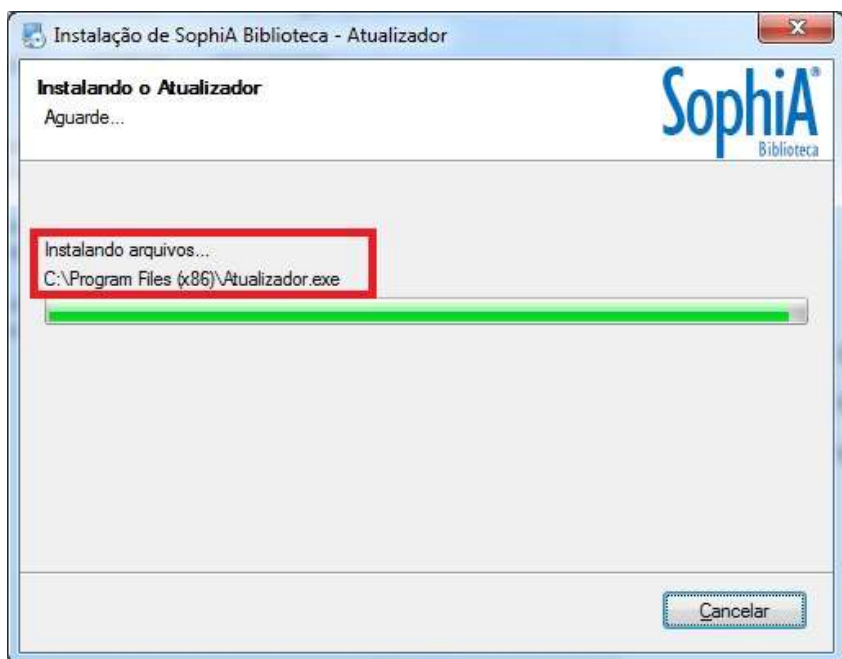 Instalação de SophiA Biblioteca - Atualizador
Instalando o Atualizador
Aguarde...
SophiA®
Biblioteca
Instalando arquivos...
C:\Program Files (x86)\Atualizador.exe
Cancelar